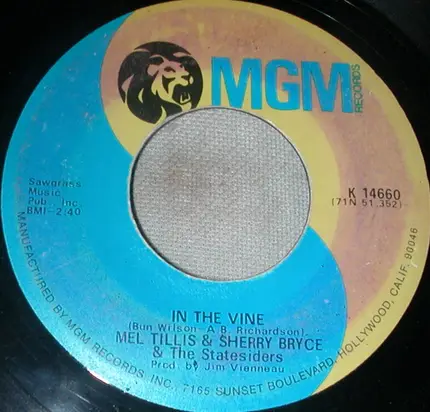 MGM
RECORDS
Sawgrass
Music
Pub. Inc.
BMI-2:40
K 14660
(71N 51.352)
IN THE VINE
(Bun Wilson-A.B. Richardson)
MEL TILLIS & SHERRY BRYCE
& The Statesiders
Prod. by Jim Vienneau
MANUFACTURED BY MGM RECORDS INC. 7165 SUNSET BOULEVARD, HOLLYWOOD, CALIF. 90046